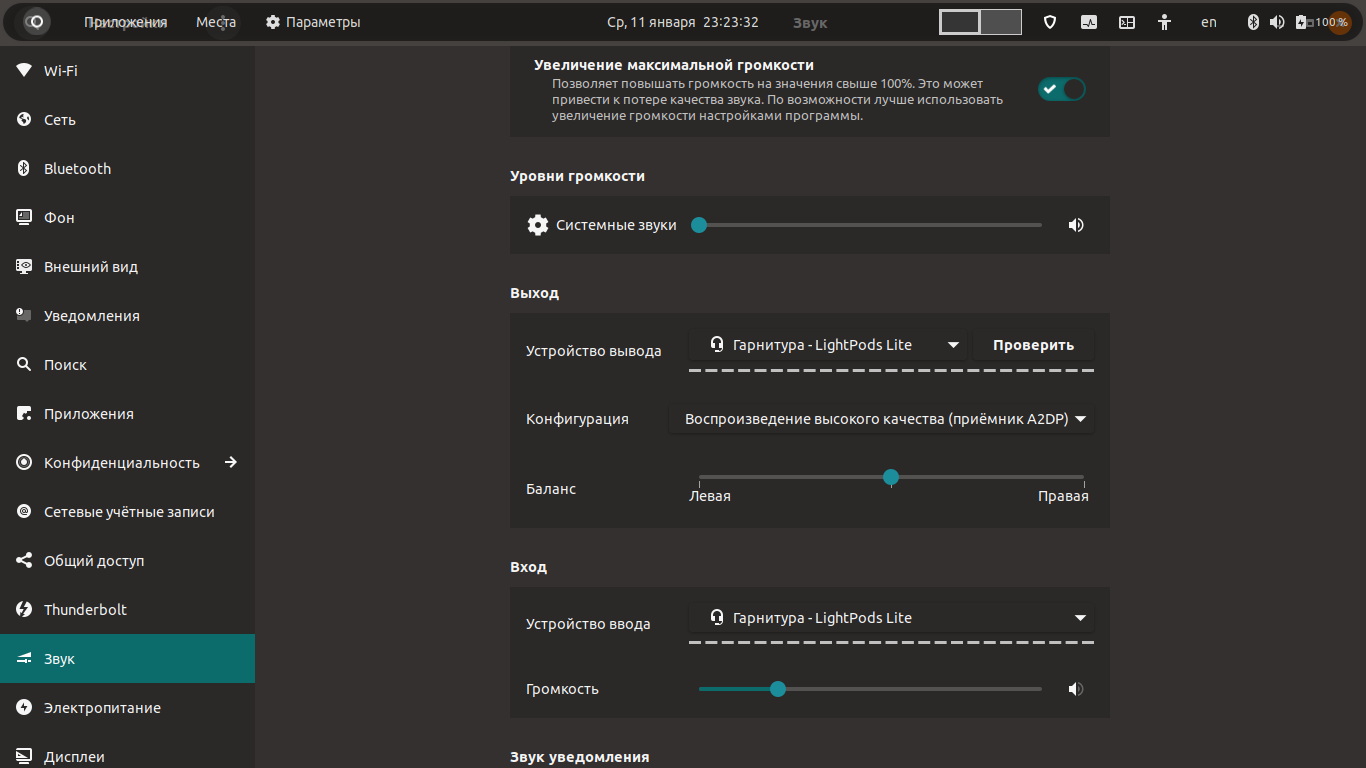 Приложения
Места
Параметры
Ср, 11 января 23:23:32
Звук
en
100 %
Wi-Fi
Сеть
Bluetooth
Фон
Внешний вид
Уведомления
Поиск
Приложения
Конфиденциальность
Сетевые учётные записи
Общий доступ
Thunderbolt
Звук
Электропитание
Дисплеи
Увеличение максимальной громкости
Позволяет повышать громкость на значения свыше 100%. Это может
привести к потере качества звука. По возможности лучше использовать
увеличение громкости настройками программы.
Уровни громкости
Системные звуки
Выход
Устройство вывода
Гарнитура - LightPods Lite
Проверить
Конфигурация
Воспроизведение высокого качества (приёмник A2DP)
Баланс
Левая
Правая
Вход
Устройство ввода
Гарнитура - LightPods Lite
Громкость
Звук уведомления